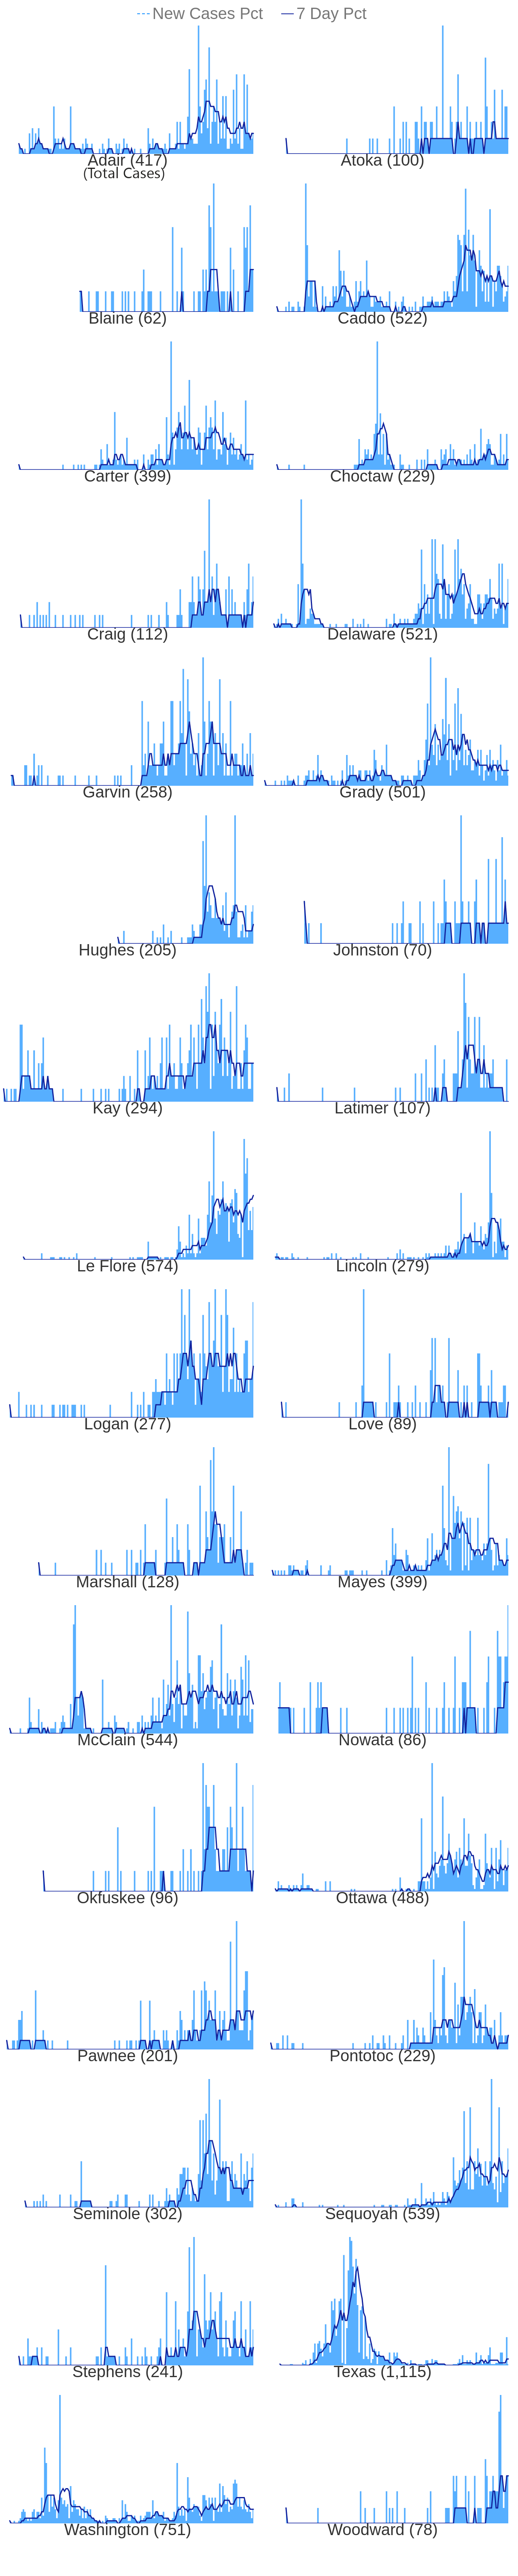 New Cases Pct 7 Day Pct
Adair (417) Atoka (100)
(Total Cases)
Blaine (62) Caddo (522)
Carter (399) Choctaw (229)
Craig (112) Delaware (521)
Garvin (258) Grady (501)
Hughes (205) Johnston (70)
Kay (294) Latimer (107)
Le Flore (574) Lincoln (279)
Logan (277) Love (89)
Marshall (128) Mayes (399)
McClain (544) Nowata (86)
Okfuskee (96) Ottawa (488)
Pawnee (201) Pontotoc (229)
Seminole (302) Sequoyah (539)
Stephens (241) Texas (1,115)
Washington (751) Woodward (78)